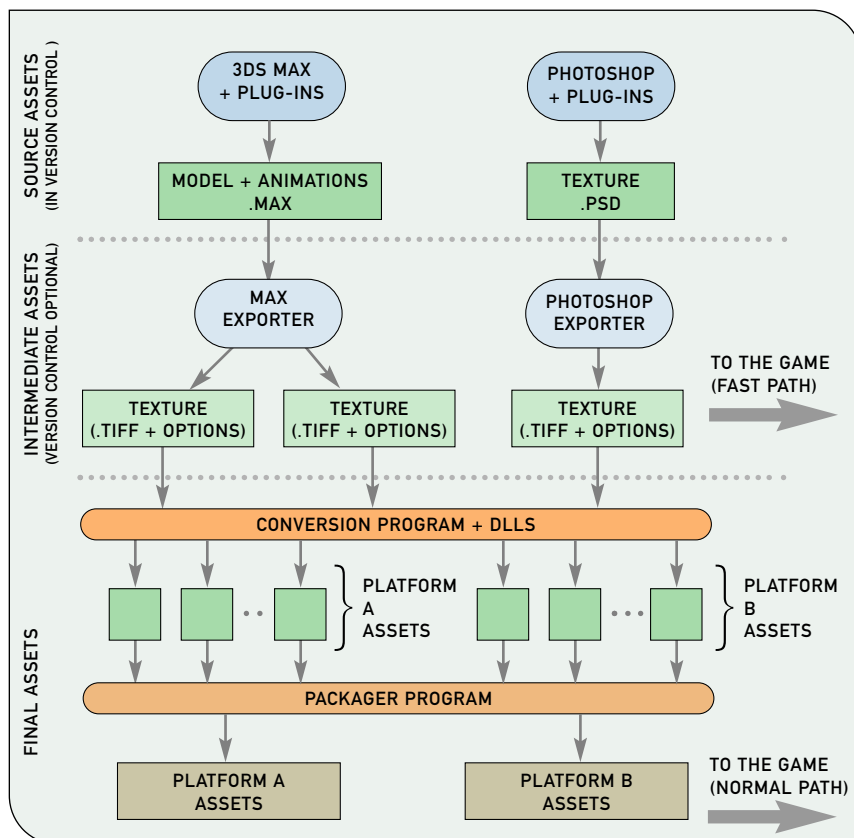 SOURCE ASSETS
(IN VERSION CONTROL )
3DS MAX
+ PLUG-INS
PHOTOSHOP
+ PLUG-INS
MODEL + ANIMATIONS
.MAX
TEXTURE
.PSD
INTERMEDIATE ASSETS
(VERSION CONTROL OPTIONAL)
MAX
EXPORTER
PHOTOSHOP
EXPORTER
TEXTURE
(.TIFF + OPTIONS)
TEXTURE
(.TIFF + OPTIONS)
TEXTURE
(.TIFF + OPTIONS)
TO THE GAME
(FAST PATH)
FINAL ASSETS
CONVERSION PROGRAM + DLLS
PLATFORM
A
ASSETS
PLATFORM
B
ASSETS
PACKAGER PROGRAM
PLATFORM A
ASSETS
PLATFORM B
ASSETS
TO THE GAME
(NORMAL PATH)